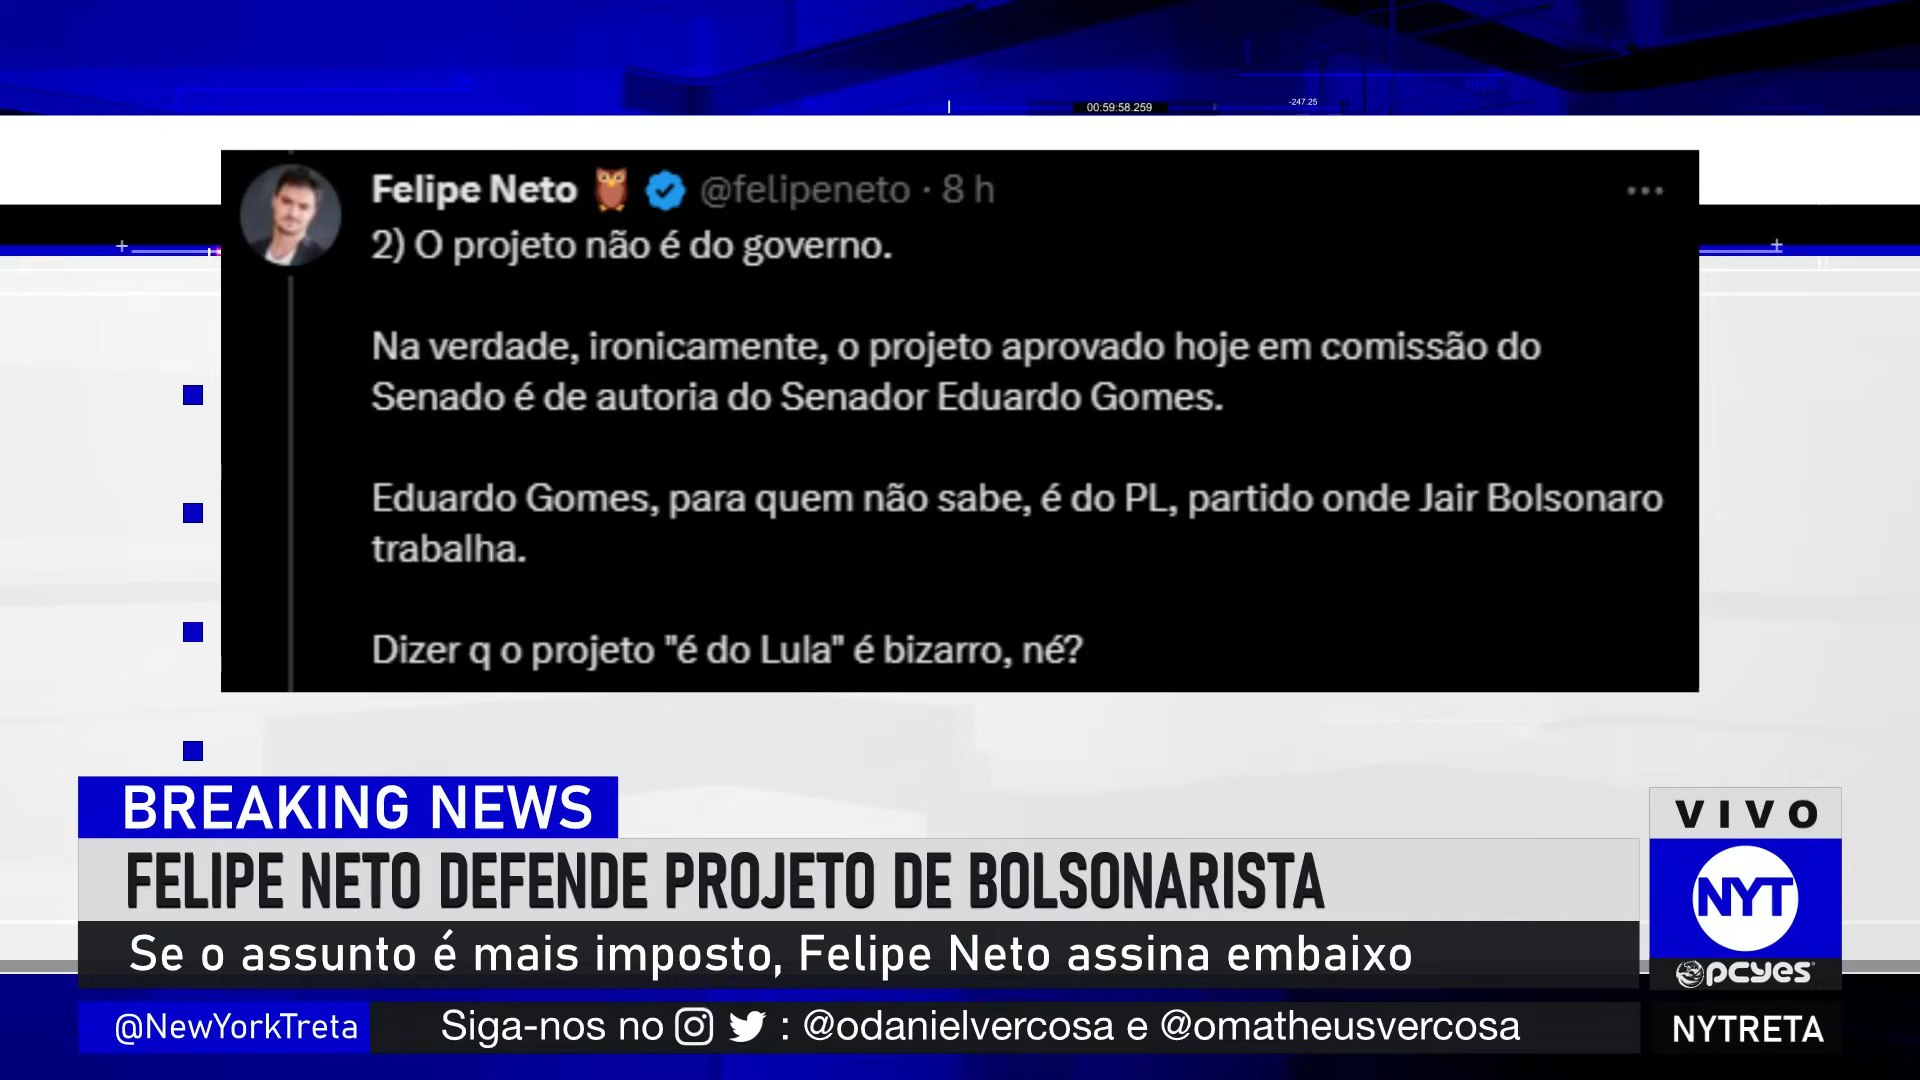 00:59:58.259
-247.25
Felipe Neto 🦉 @felipeneto · 8 h
2) O projeto não é do governo.
Na verdade, ironicamente, o projeto aprovado hoje em comissão do
Senado é de autoria do Senador Eduardo Gomes.
Eduardo Gomes, para quem não sabe, é do PL, partido onde Jair Bolsonaro
trabalha.
Dizer q o projeto "é do Lula" é bizarro, né?
BREAKING NEWS
FELIPE NETO DEFENDE PROJETO DE BOLSONARISTA
Se o assunto é mais imposto, Felipe Neto assina embaixo
VIVO
NYT
pcyes
@NewYorkTreta
Siga-nos no : @odanielvercosa e @omatheusvercosa
NYTRETA